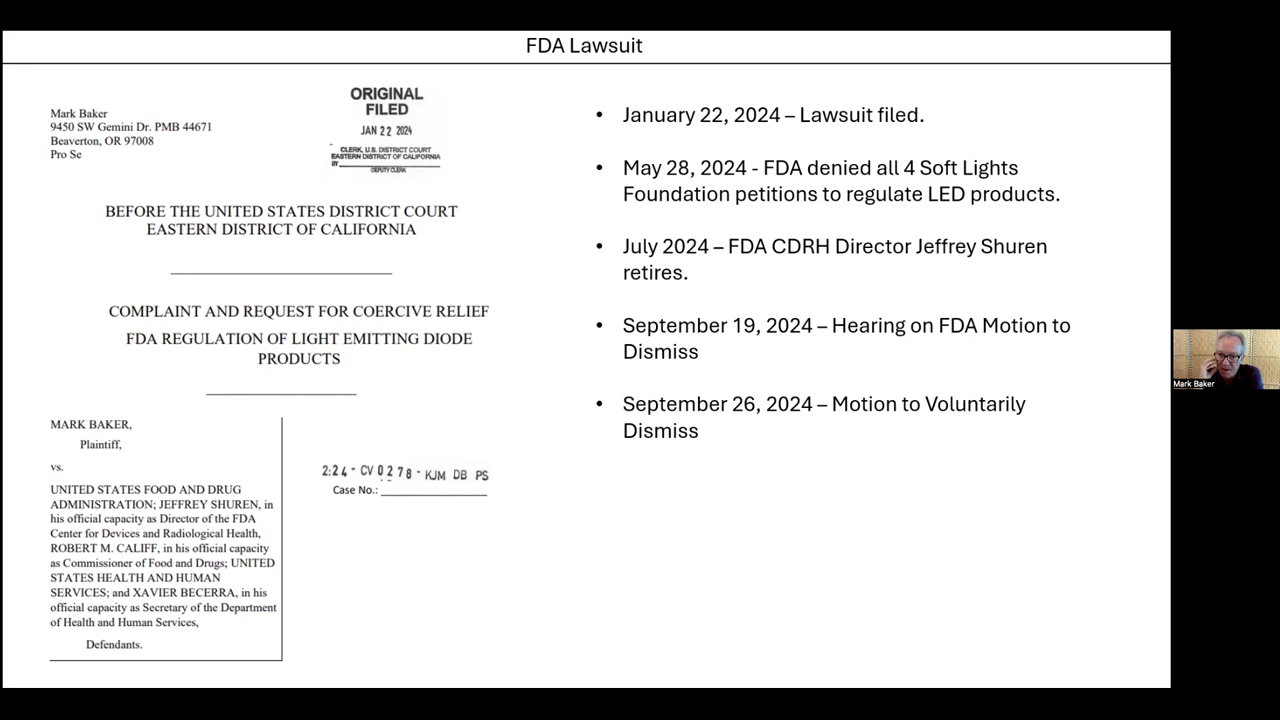 FDA Lawsuit
Mark Baker
9450 SW Gemini Dr. PMB 44671
Beaverton, OR 97008
Pro Se
ORIGINAL
FILED
JAN 22 2024
CLERK, U.S. DISTRICT COURT
EASTERN DISTRICT OF CALIFORNIA
BY
DEPUTY CLERK
BEFORE THE UNITED STATES DISTRICT COURT
EASTERN DISTRICT OF CALIFORNIA
COMPLAINT AND REQUEST FOR COERCIVE RELIEF
FDA REGULATION OF LIGHT EMITTING DIODE
PRODUCTS
MARK BAKER,
Plaintiff,
vs.
UNITED STATES FOOD AND DRUG
ADMINISTRATION; JEFFREY SHUREN, in
his official capacity as Director of the FDA
Center for Devices and Radiological Health,
ROBERT M. CALIFF, in his official capacity
as Commissioner of Food and Drugs; UNITED
STATES HEALTH AND HUMAN
SERVICES; and XAVIER BECERRA, in his
official capacity as Secretary of the Department
of Health and Human Services,
Defendants.
2:24 - CV 0278 - KJM DB PS
Case No.:
• January 22, 2024 – Lawsuit filed.
• May 28, 2024 - FDA denied all 4 Soft Lights
Foundation petitions to regulate LED products.
• July 2024 – FDA CDRH Director Jeffrey Shuren
retires.
• September 19, 2024 – Hearing on FDA Motion to
Dismiss
• September 26, 2024 – Motion to Voluntarily
Dismiss
Mark Baker